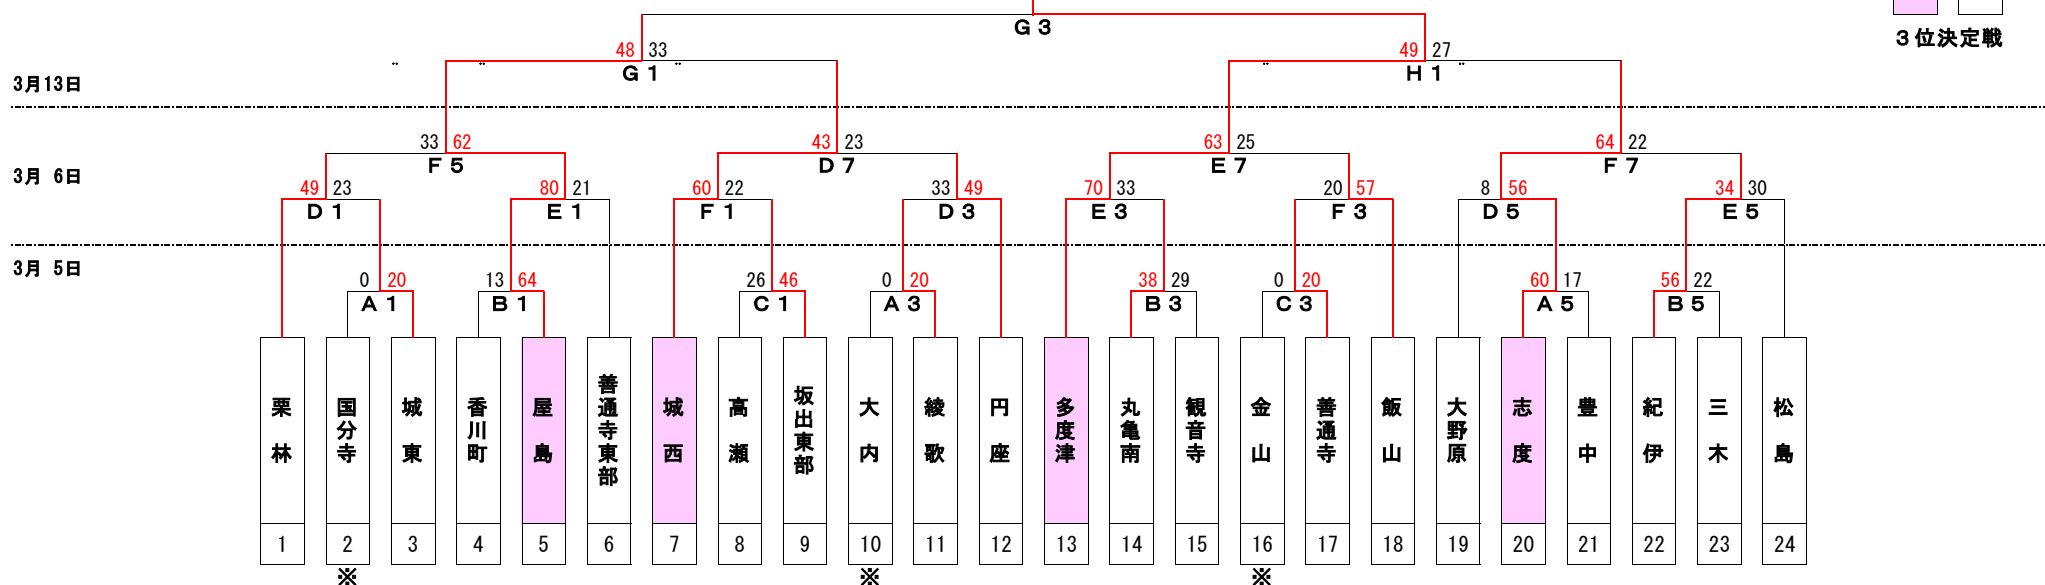 G3
3位決定戦
48 33 49 27
G1 H1
3月13日
33 62 43 23 63 25 64 22
F5 D7 E7 F7
3月 6日
49 23 80 21 60 22 33 49 70 33 20 57 8 56 34 30
D1 E1 F1 D3 E3 F3 D5 E5
3月 5日
0 20 13 64 26 46 0 20 38 29 0 20 60 17 56 22
A1 B1 C1 A3 B3 C3 A5 B5
栗林
国分寺
城東
香川町
屋島
善通寺東部
城西
高瀬
坂出東部
大内
綾歌
円座
多度津
丸亀南
観音寺
金山
善通寺
飯山
大野原
志度
豊中
紀伊
三木
松島
1 2 3 4 5 6 7 8 9 10 11 12 13 14 15 16 17 18 19 20 21 22 23 24
※ ※ ※